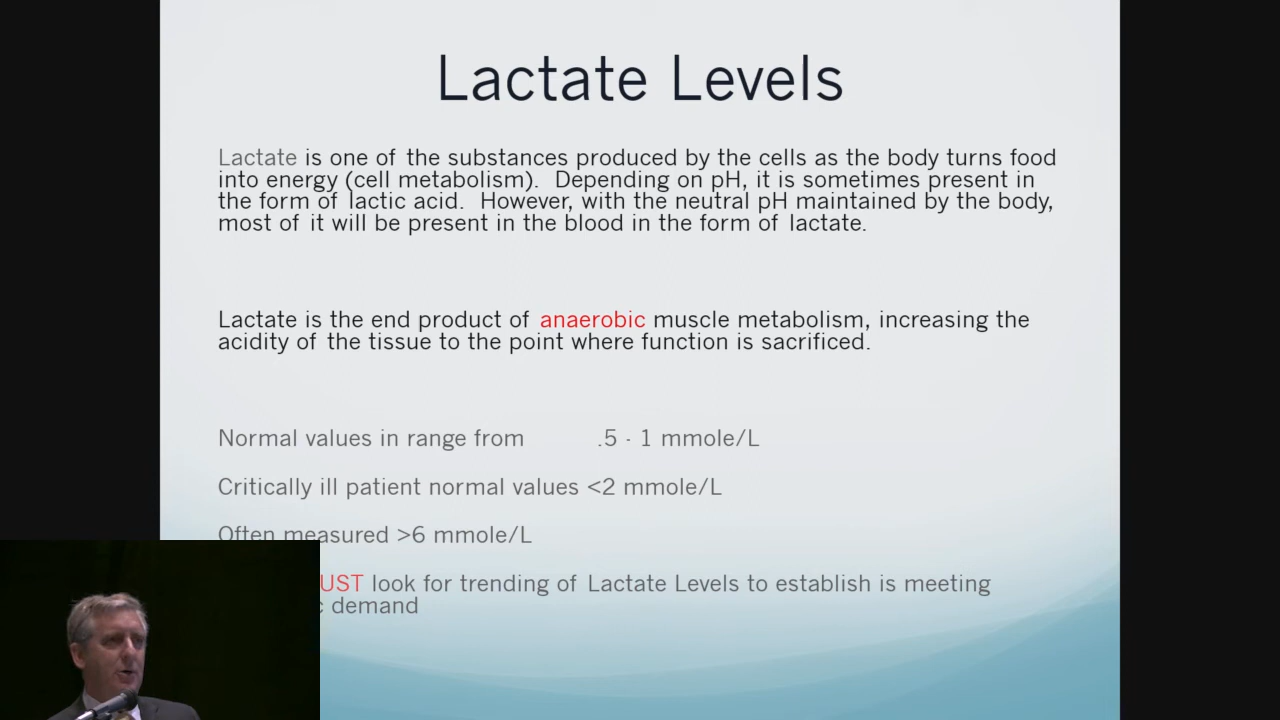 Lactate Levels
Lactate is one of the substances produced by the cells as the body turns food
into energy (cell metabolism).  Depending on pH, it is sometimes present in
the form of lactic acid.  However, with the neutral pH maintained by the body,
most of it will be present in the blood in the form of lactate.
Lactate is the end product of anaerobic muscle metabolism, increasing the
acidity of the tissue to the point where function is sacrificed.
Normal values in range from .5 - 1 mmole/L
Critically ill patient normal values <2 mmole/L
Often measured >6 mmole/L
look for trending of Lactate Levels to establish is meeting
demand